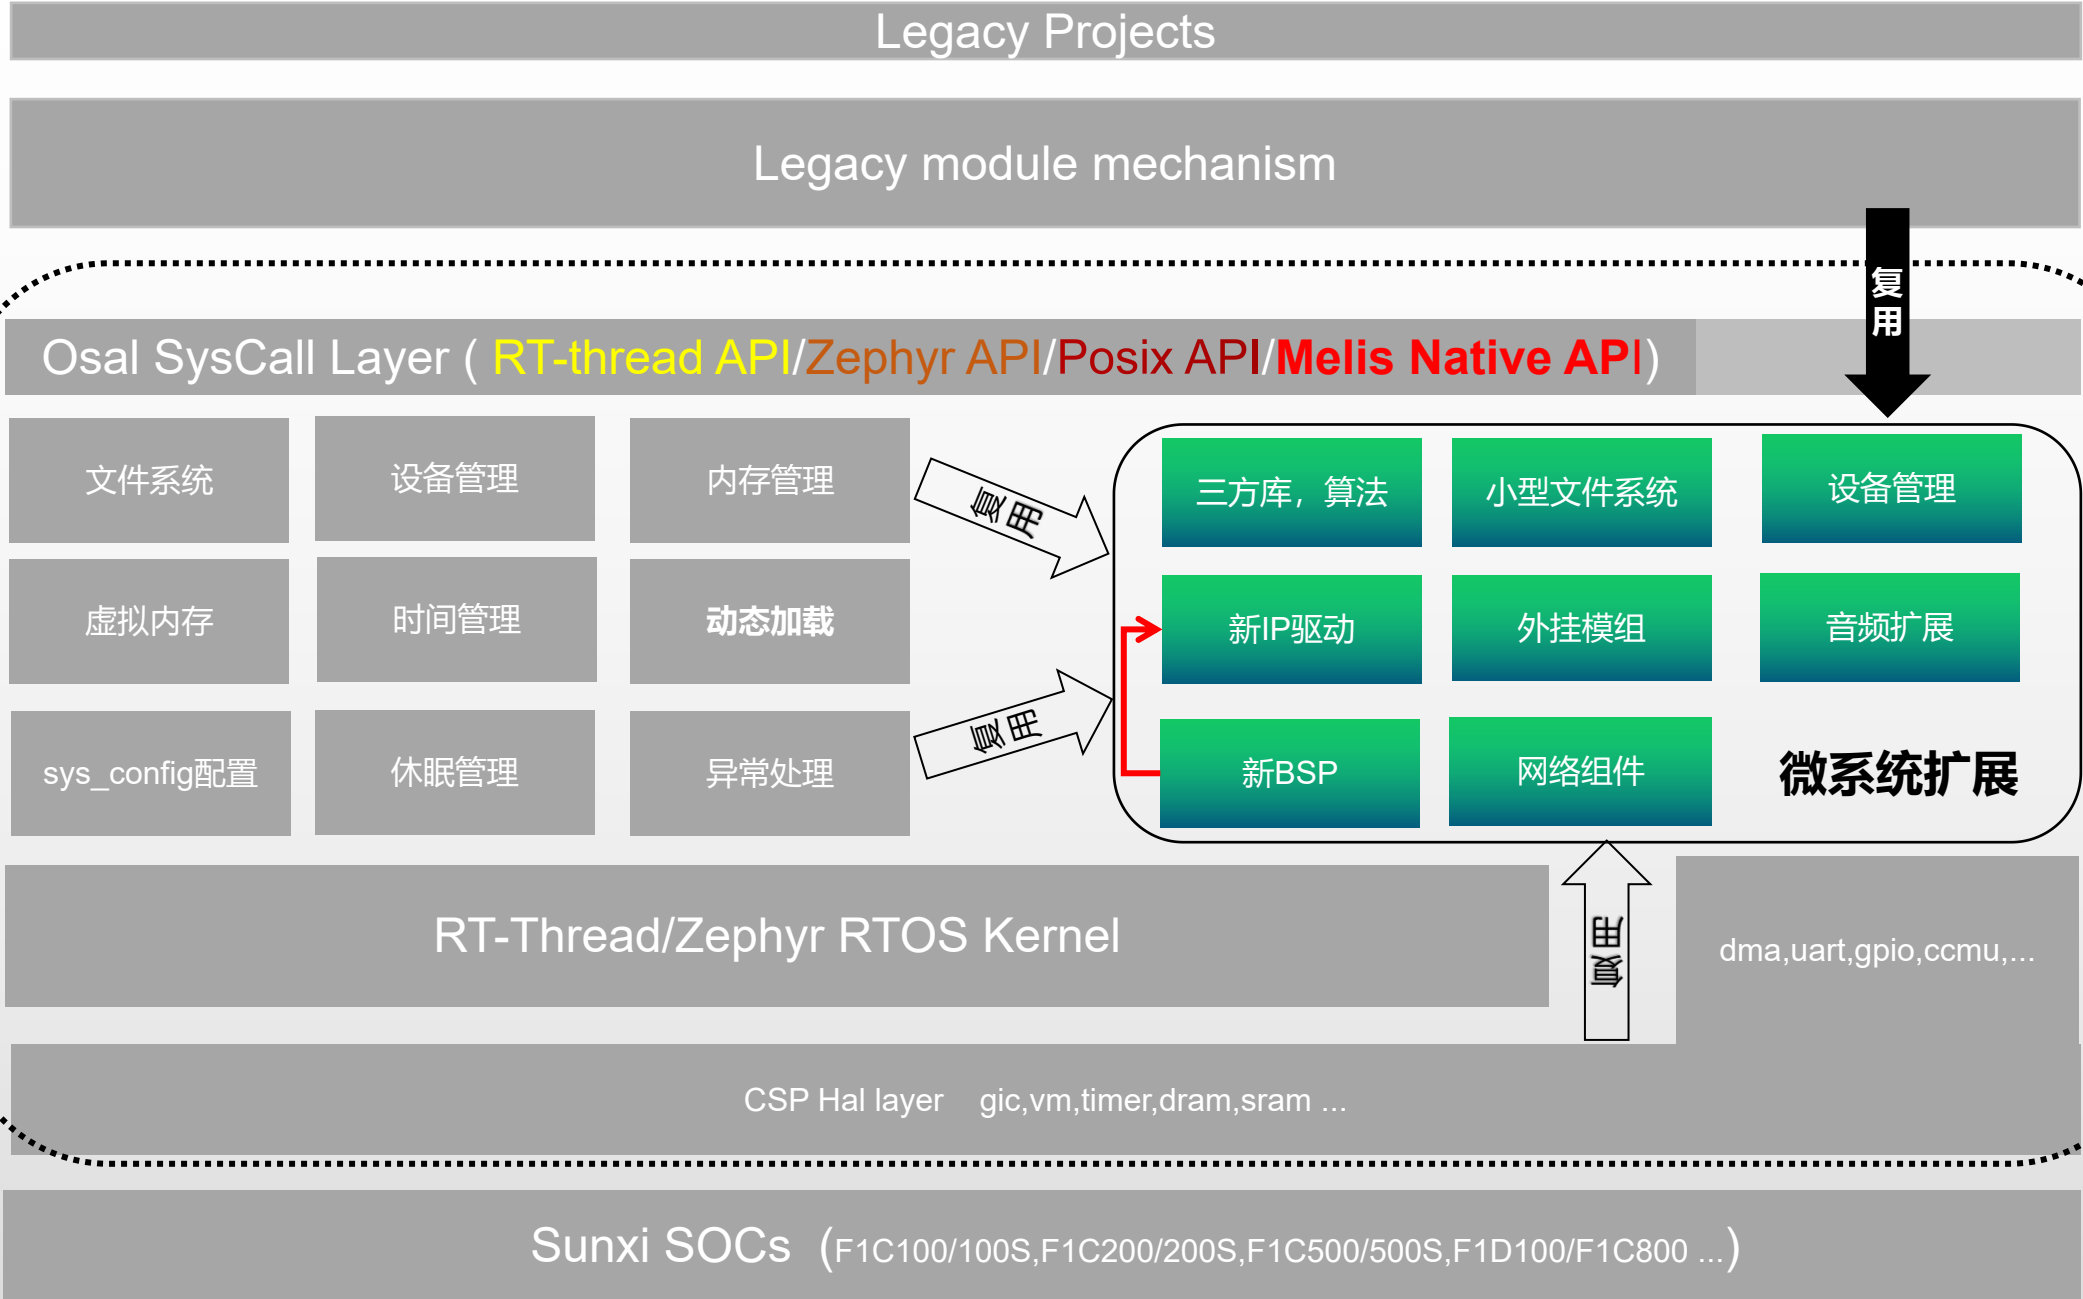 Legacy Projects
Legacy module mechanism
复用
Osal SysCall Layer ( RT-thread API/Zephyr API/Posix API/Melis Native API)
文件系统
设备管理
内存管理
复用
三方库，算法
小型文件系统
设备管理
虚拟内存
时间管理
动态加载
新IP驱动
外挂模组
音频扩展
sys_config配置
休眠管理
异常处理
复用
新BSP
网络组件
微系统扩展
RT-Thread/Zephyr RTOS Kernel
复用
dma,uart,gpio,ccmu,...
CSP Hal layer gic,vm,timer,dram,sram ...
Sunxi SOCs (F1C100/100S,F1C200/200S,F1C500/500S,F1D100/F1C800 ...)